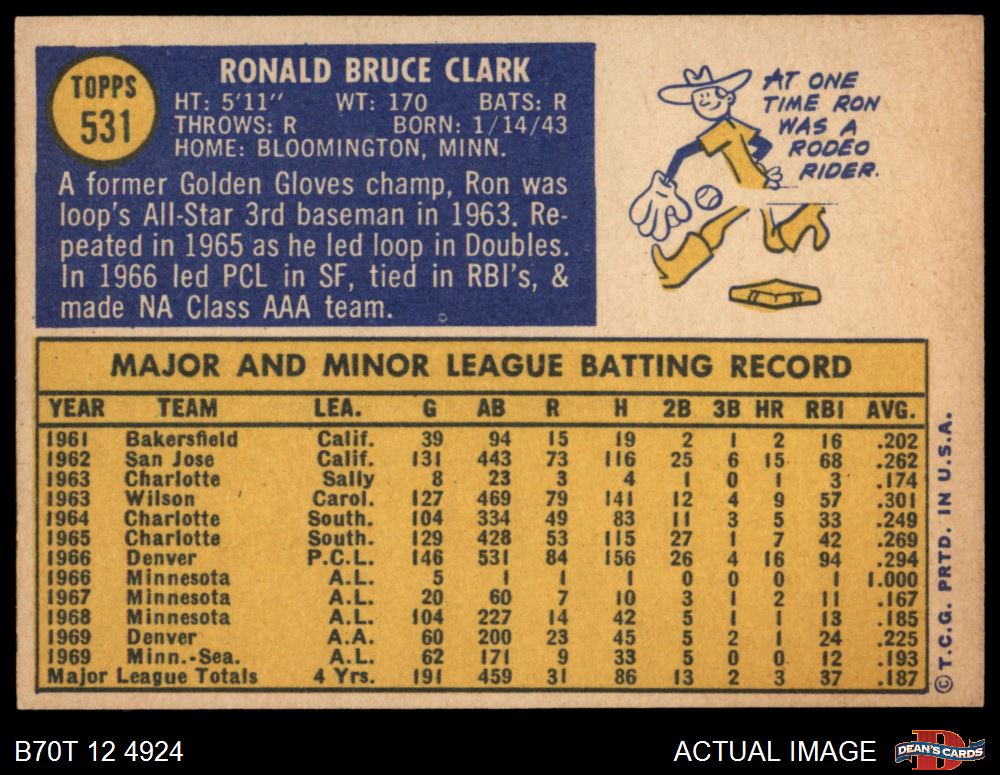 TOPPS
531
RONALD BRUCE CLARK
HT: 5'11" WT: 170 BATS: R
THROWS: R BORN: 1/14/43
HOME: BLOOMINGTON, MINN.
A former Golden Gloves champ, Ron was
loop's All-Star 3rd baseman in 1963. Re-
peated in 1965 as he led loop in Doubles.
In 1966 led PCL in SF, tied in RBI's, &
made NA Class AAA team.
AT ONE
TIME RON
WAS A
RODEO
RIDER.
MAJOR AND MINOR LEAGUE BATTING RECORD
YEAR TEAM LEA. G AB R H 2B 3B HR RBI AVG.
1961 Bakersfield Calif. 39 94 15 19 2 1 2 16 .202
1962 San Jose Calif. 131 443 73 116 25 6 15 68 .262
1963 Charlotte Sally 8 23 3 4 1 0 1 3 .174
1963 Wilson Carol. 127 469 79 141 12 4 9 57 .301
1964 Charlotte South. 104 334 49 83 11 3 5 33 .249
1965 Charlotte South. 129 428 53 115 27 1 7 42 .269
1966 Denver P.C.L. 146 531 84 156 26 4 16 94 .294
1966 Minnesota A.L. 5 1 1 1 0 0 0 1 1.000
1967 Minnesota A.L. 20 60 7 10 3 1 2 11 .167
1968 Minnesota A.L. 104 227 14 42 5 1 1 13 .185
1969 Denver A.A. 60 200 23 45 5 2 1 24 .225
1969 Minn.-Sea. A.L. 62 171 9 33 5 0 0 12 .193
Major League Totals 4 Yrs. 191 459 31 86 13 2 3 37 .187
© T.C.G. PRTD. IN U.S.A.
B70T 12 4924
ACTUAL IMAGE
DEAN'S CARDS